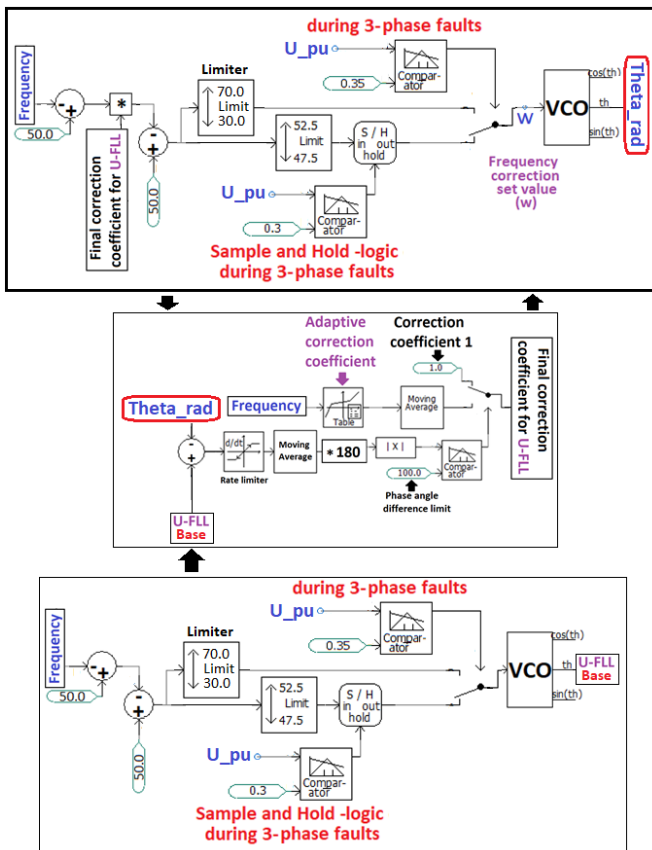 during 3-phase faults
U_pu
0.35
Compar-
ator
Limiter
70.0
Limit
30.0
Frequency
50.0
-
+
*
-
+
50.0
Final correction
coefficient for U-FLL
52.5
Limit
47.5
S / H
in out
hold
U_pu
0.3
Compar-
ator
Sample and Hold -logic
during 3-phase faults
w
Frequency
correction
set value
(w)
VCO
cos(th)
th
sin(th)
Theta_rad
Adaptive
correction
coefficient
Correction
coefficient 1
1.0
Theta_rad
Frequency
Table
Moving
Average
Final correction
coefficient for
U-FLL
-
+
d/dt
Rate limiter
Moving
Average
* 180
| X |
100.0
Compar-
ator
Phase angle
difference limit
U-FLL
Base
during 3-phase faults
U_pu
0.35
Compar-
ator
Limiter
70.0
Limit
30.0
Frequency
50.0
-
+
-
+
50.0
52.5
Limit
47.5
S / H
in out
hold
U_pu
0.3
Compar-
ator
Sample and Hold -logic
during 3-phase faults
VCO
cos(th)
th
sin(th)
U-FLL
Base